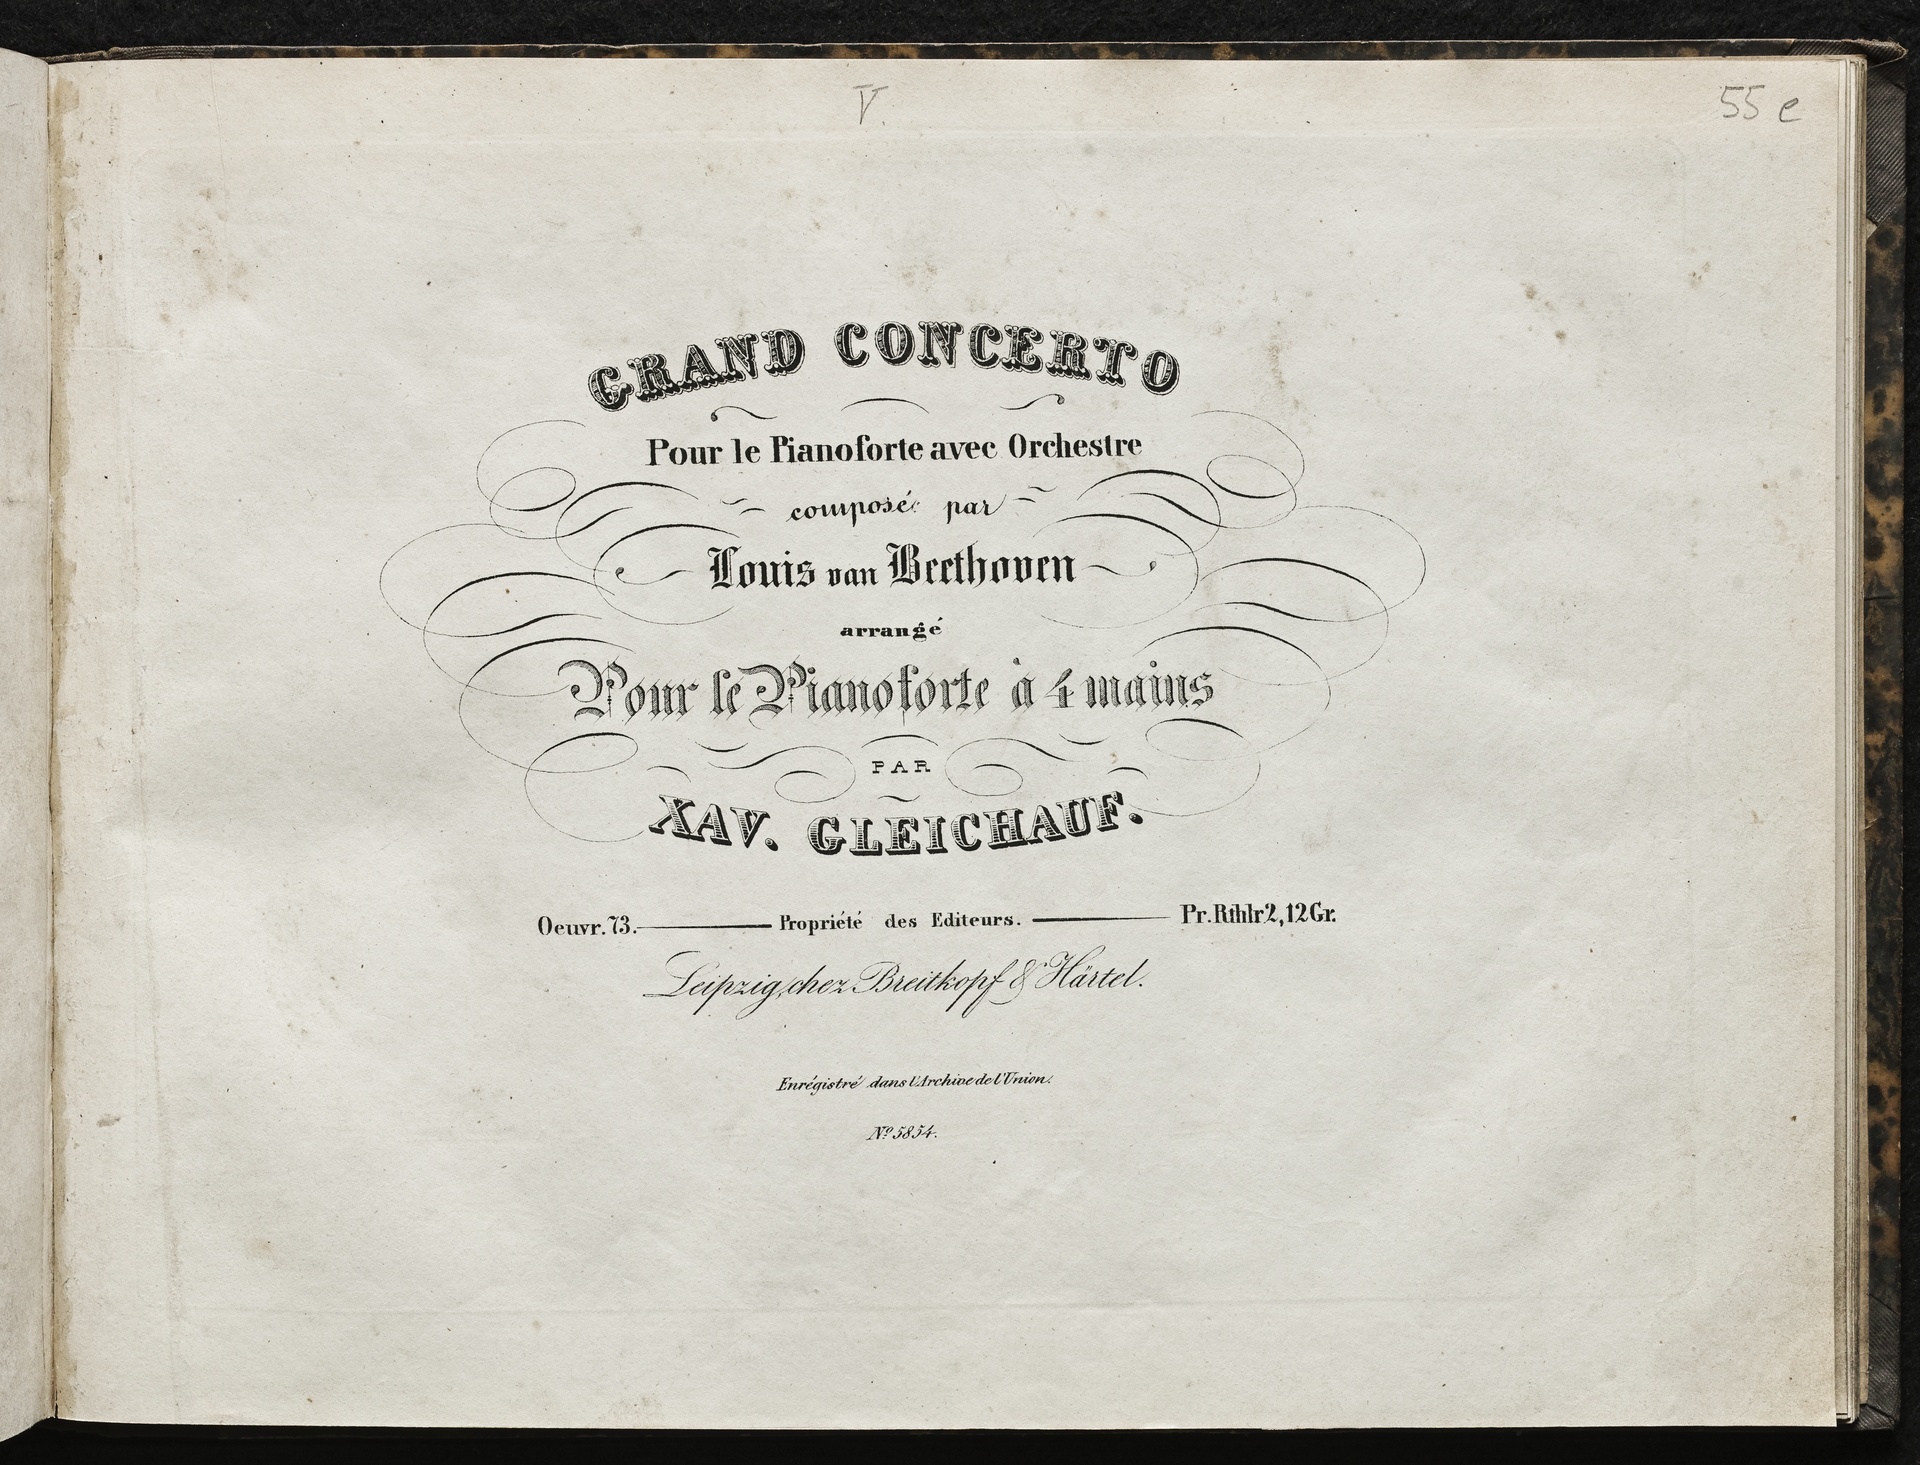 V.
55 e
GRAND CONCERTO
Pour le Pianoforte avec Orchestre
composé par
Louis van Beethoven
arrangé
Pour le Pianoforte à 4 mains
PAR
XAV. GLEICHAUF.
Oeuvr. 73. Propriété des Editeurs. Pr. Rthlr 2, 12 Gr.
Leipzig, chez Breitkopf & Härtel.
Enrégistré dans l'Archive de l'Union.
No. 5854.